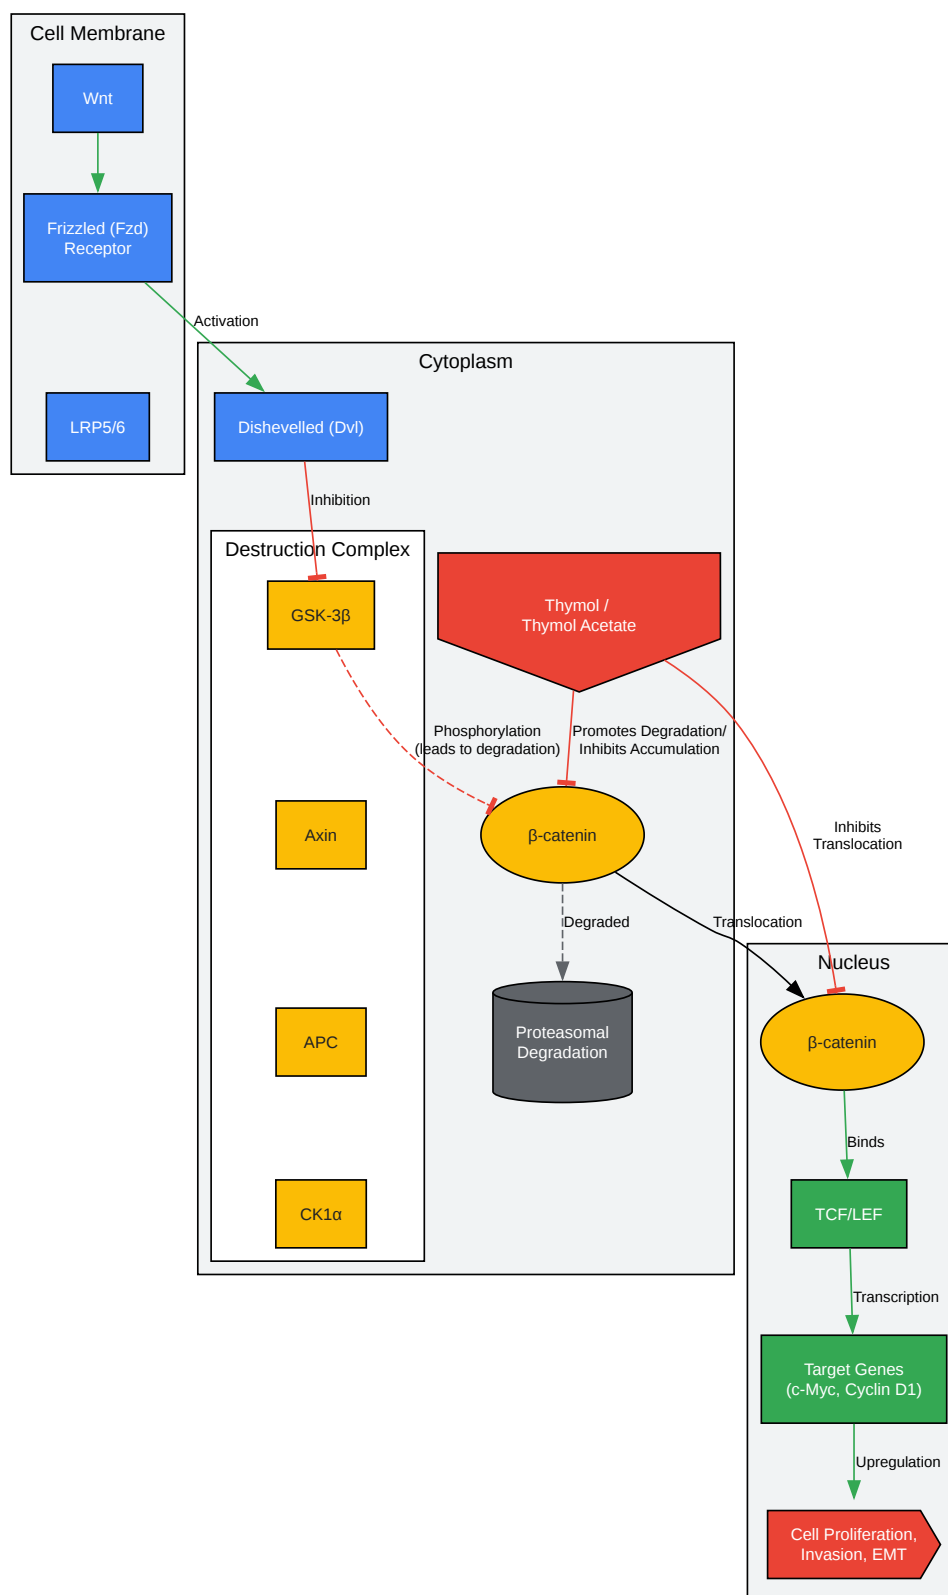 Cell Membrane
Wnt
Frizzled (Fzd)
Receptor
Activation
LRP5/6
Cytoplasm
Dishevelled (Dvl)
Inhibition
Destruction Complex
GSK-3β
Thymol /
Thymol Acetate
Phosphorylation
(leads to degradation)
Promotes Degradation/
Inhibits Accumulation
Axin
β-catenin
Inhibits
Translocation
Degraded
Translocation
Nucleus
APC
Proteasomal
Degradation
β-catenin
Binds
CK1α
TCF/LEF
Transcription
Target Genes
(c-Myc, Cyclin D1)
Upregulation
Cell Proliferation,
Invasion, EMT